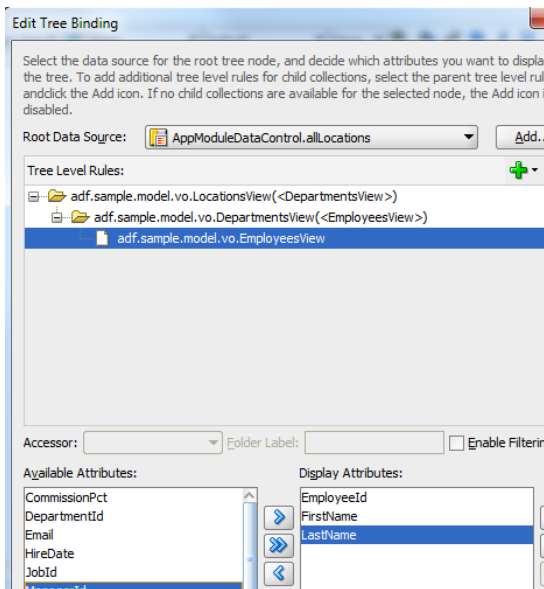 Edit Tree Binding
Select the data source for the root tree node, and decide which attributes you want to displa
the tree. To add additional tree level rules for child collections, select the parent tree level rul
andclick the Add icon. If no child collections are available for the selected node, the Add icon i
disabled.
Root Data Source: AppModuleDataControl.allLocations Add..
Tree Level Rules:
adf.sample.model.vo.LocationsView(<DepartmentsView>)
adf.sample.model.vo.DepartmentsView(<EmployeesView>)
adf.sample.model.vo.EmployeesView
Accessor: Folder Label: Enable Filterin
Available Attributes: Display Attributes:
CommissionPct EmployeeId
DepartmentId FirstName
Email LastName
HireDate
JobId
ManagerId